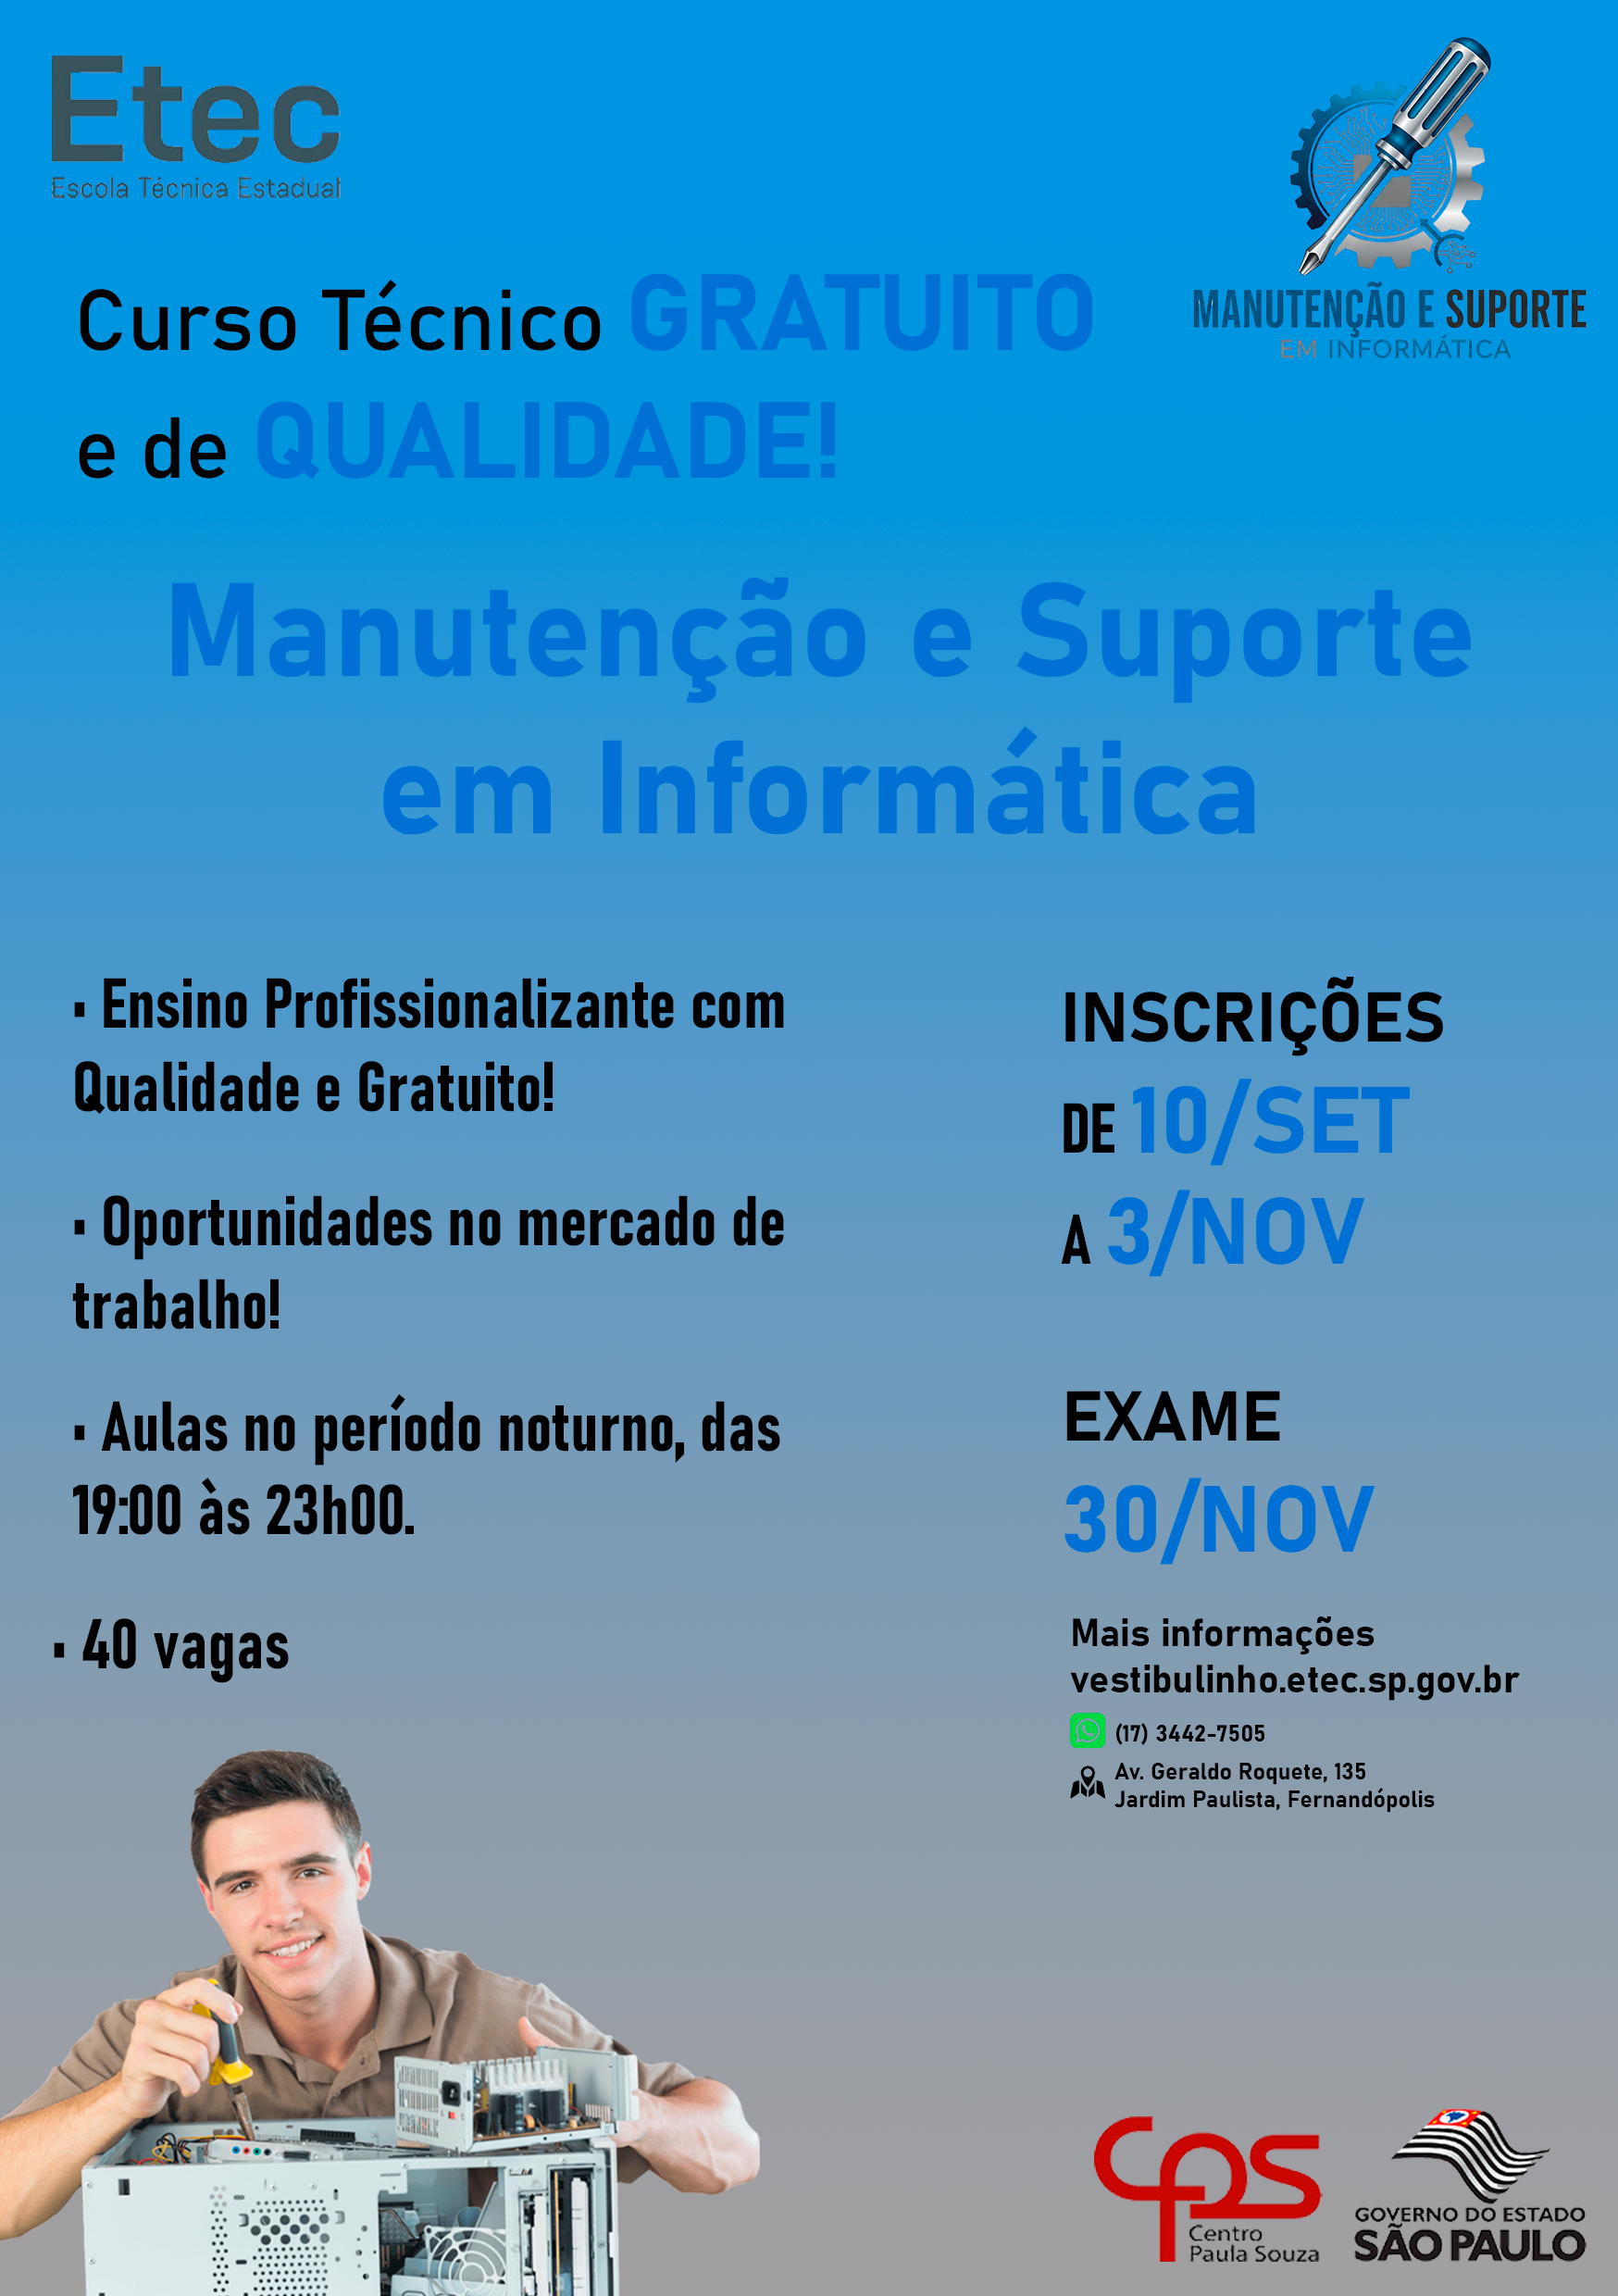 Etec
Escola Técnica Estadual
MANUTENÇÃO E SUPORTE
EM INFORMÁTICA
Curso Técnico GRATUITO
e de QUALIDADE!
Manutenção e Suporte
em Informática
▪ Ensino Profissionalizante com
Qualidade e Gratuito!
▪ Oportunidades no mercado de
trabalho!
▪ Aulas no período noturno, das
19:00 às 23h00.
▪ 40 vagas
INSCRIÇÕES
DE 10/SET
A 3/NOV
EXAME
30/NOV
Mais informações
vestibulinho.etec.sp.gov.br
(17) 3442-7505
Av. Geraldo Roquete, 135
Jardim Paulista, Fernandópolis
cps
Centro
Paula Souza
GOVERNO DO ESTADO
SÃO PAULO